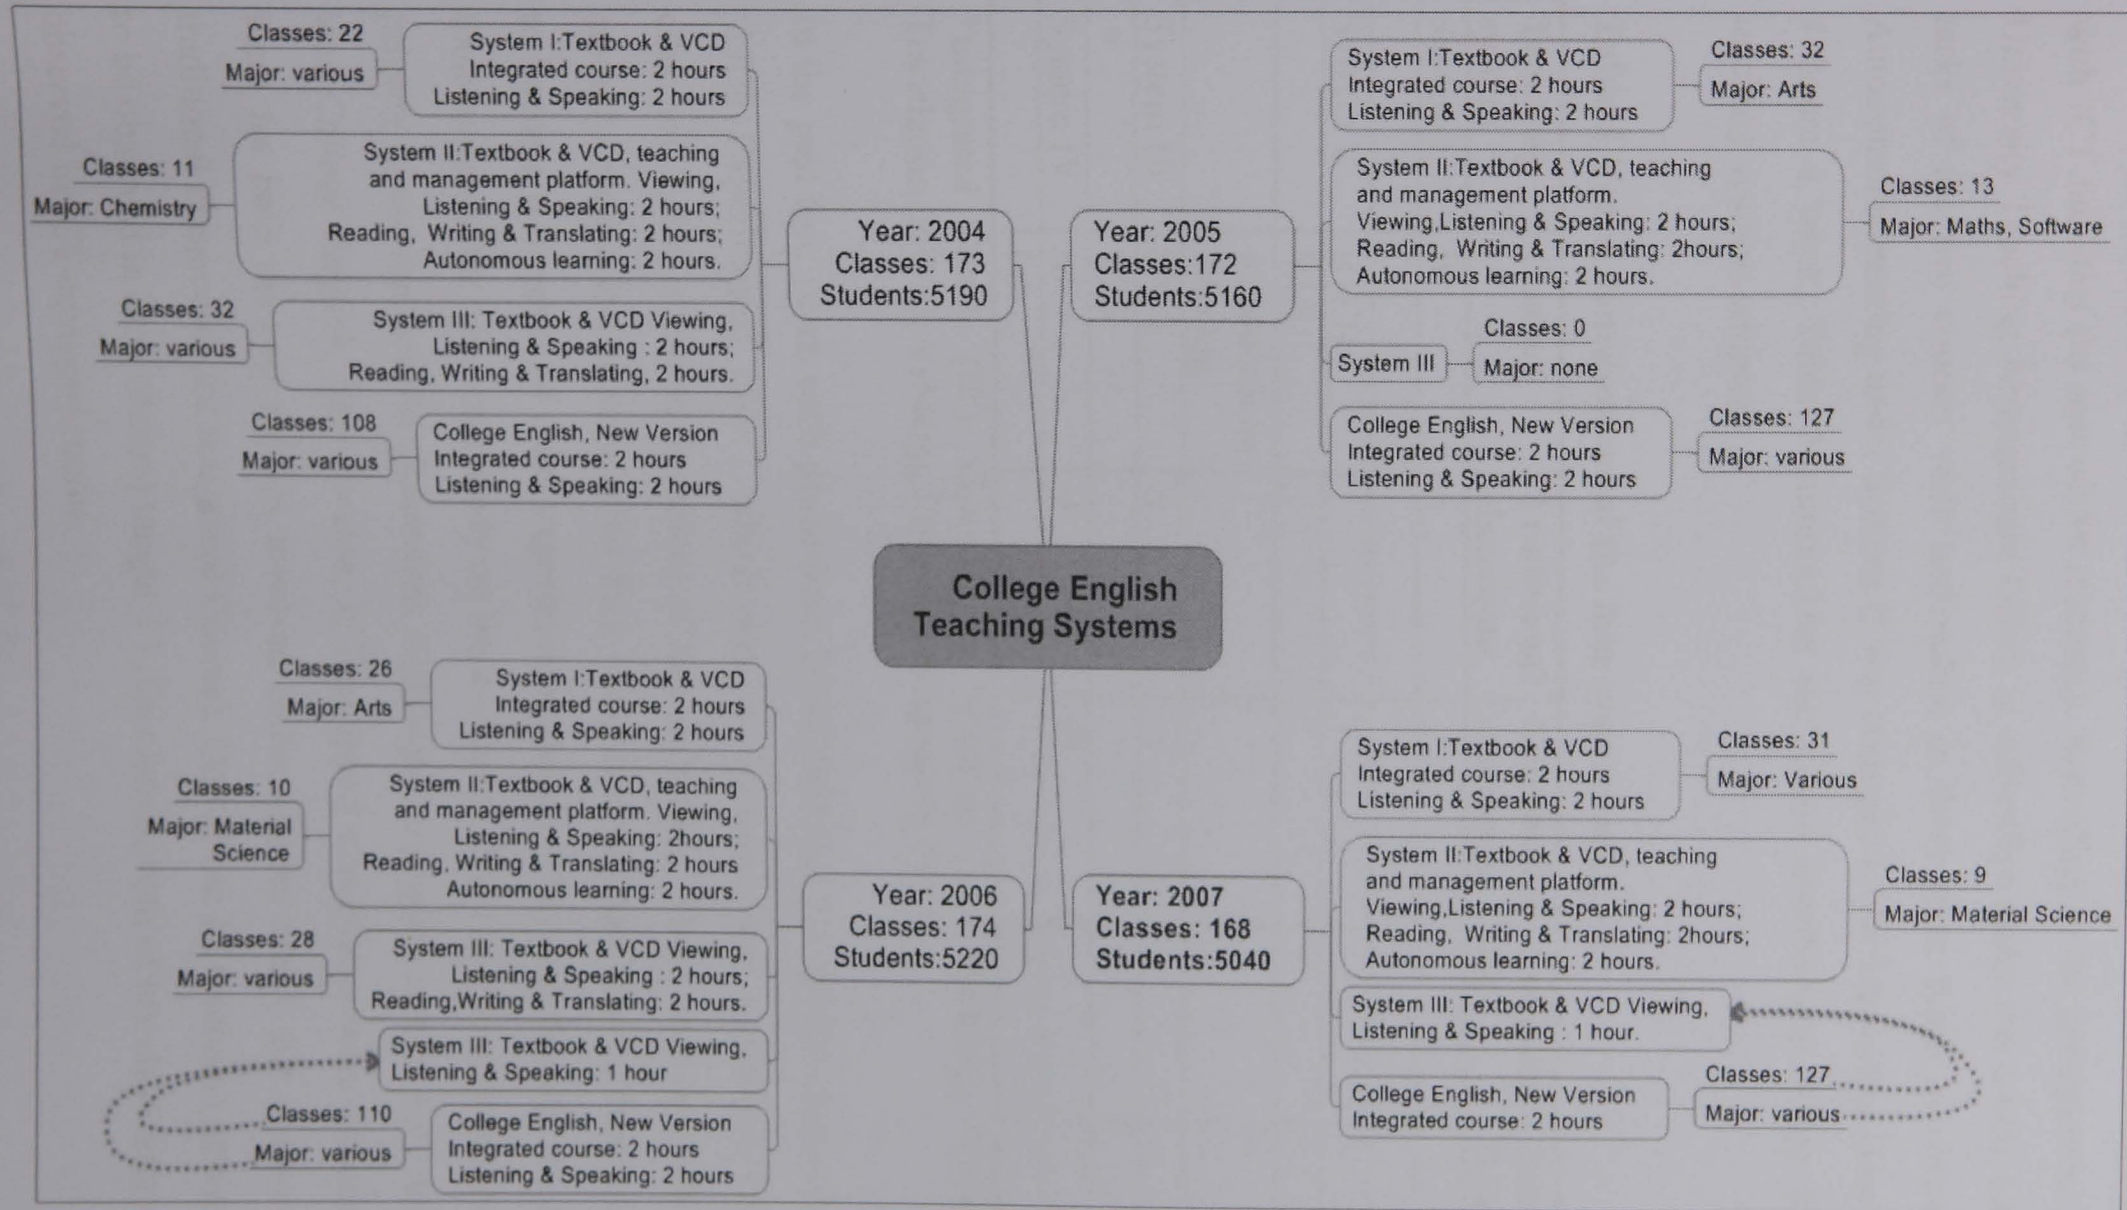 Classes: 22
Major: various
System I:Textbook & VCD
Integrated course: 2 hours
Listening & Speaking: 2 hours
Classes: 11
Major: Chemistry
System II:Textbook & VCD, teaching
and management platform. Viewing,
Listening & Speaking: 2 hours;
Reading, Writing & Translating: 2 hours;
Autonomous learning: 2 hours.
Classes: 32
Major: various
System III: Textbook & VCD Viewing,
Listening & Speaking : 2 hours;
Reading, Writing & Translating, 2 hours.
Classes: 108
Major: various
College English, New Version
Integrated course: 2 hours
Listening & Speaking: 2 hours
Year: 2004
Classes: 173
Students:5190
Year: 2005
Classes:172
Students:5160
System I:Textbook & VCD
Integrated course: 2 hours
Listening & Speaking: 2 hours
Classes: 32
Major: Arts
System II:Textbook & VCD, teaching
and management platform.
Viewing,Listening & Speaking: 2 hours;
Reading, Writing & Translating: 2hours;
Autonomous learning: 2 hours.
Classes: 13
Major: Maths, Software
System III
Classes: 0
Major: none
College English, New Version
Integrated course: 2 hours
Listening & Speaking: 2 hours
Classes: 127
Major: various
College English
Teaching Systems
Classes: 26
Major: Arts
System I:Textbook & VCD
Integrated course: 2 hours
Listening & Speaking: 2 hours
Classes: 10
Major: Material
Science
System II:Textbook & VCD, teaching
and management platform. Viewing,
Listening & Speaking: 2hours;
Reading, Writing & Translating: 2 hours
Autonomous learning: 2 hours.
Classes: 28
Major: various
System III: Textbook & VCD Viewing,
Listening & Speaking : 2 hours;
Reading,Writing & Translating: 2 hours.
System III: Textbook & VCD Viewing,
Listening & Speaking: 1 hour
Classes: 110
Major: various
College English, New Version
Integrated course: 2 hours
Listening & Speaking: 2 hours
Year: 2006
Classes: 174
Students:5220
Year: 2007
Classes: 168
Students:5040
System I:Textbook & VCD
Integrated course: 2 hours
Listening & Speaking: 2 hours
Classes: 31
Major: Various
System II:Textbook & VCD, teaching
and management platform.
Viewing,Listening & Speaking: 2 hours;
Reading, Writing & Translating: 2hours;
Autonomous learning: 2 hours.
Classes: 9
Major: Material Science
System III: Textbook & VCD Viewing,
Listening & Speaking : 1 hour.
College English, New Version
Integrated course: 2 hours
Classes: 127
Major: various